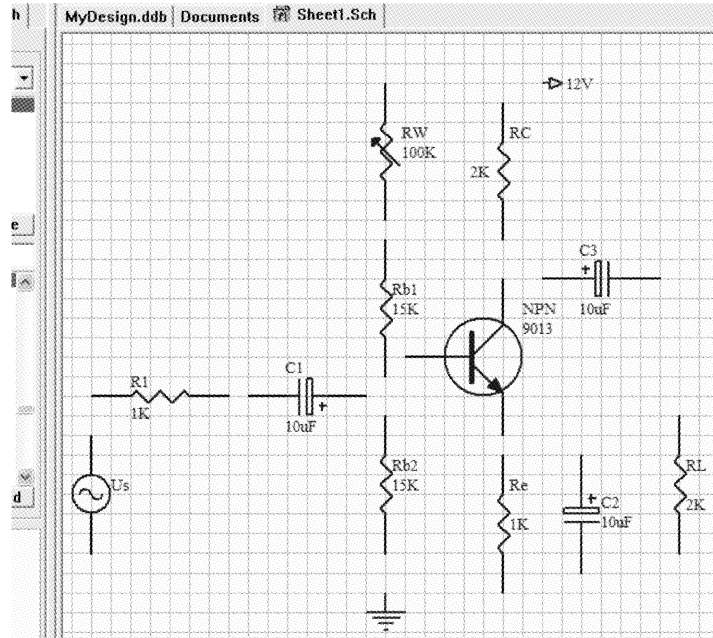 h MyDesign.ddb Documents Sheet1.Sch
12V
RW
100K
RC
2K
e
C3
10uF
Rb1
15K
NPN
9013
C1
10uF
R1
1K
Us
d
Rb2
15K
Re
1K
C2
10uF
RL
2K